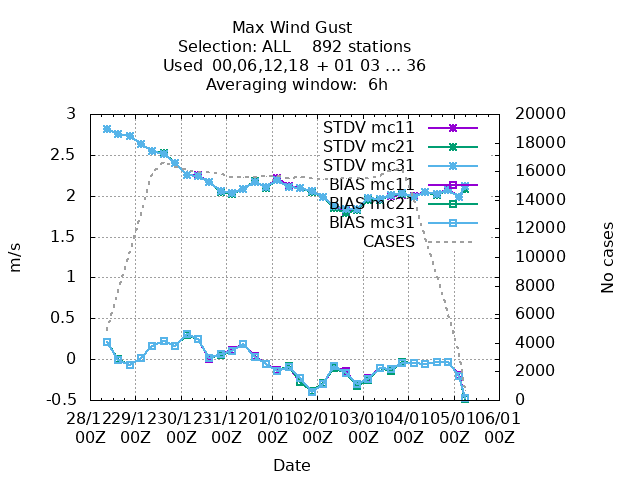 Max Wind Gust
Selection: ALL    892 stations
Used  00,06,12,18  + 01 03 ... 36
Averaging window:  6h
3
2.5
2
1.5
1
0.5
0
-0.5
20000
18000
16000
14000
12000
10000
8000
6000
4000
2000
0
STDV mc11
STDV mc21
STDV mc31
BIAS mc11
BIAS mc21
BIAS mc31
CASES
m/s
No cases
28/12 29/12 30/12 31/12 01/01 02/01 03/01 04/01 05/01 06/01
00Z 00Z 00Z 00Z 00Z 00Z 00Z 00Z 00Z 00Z
Date